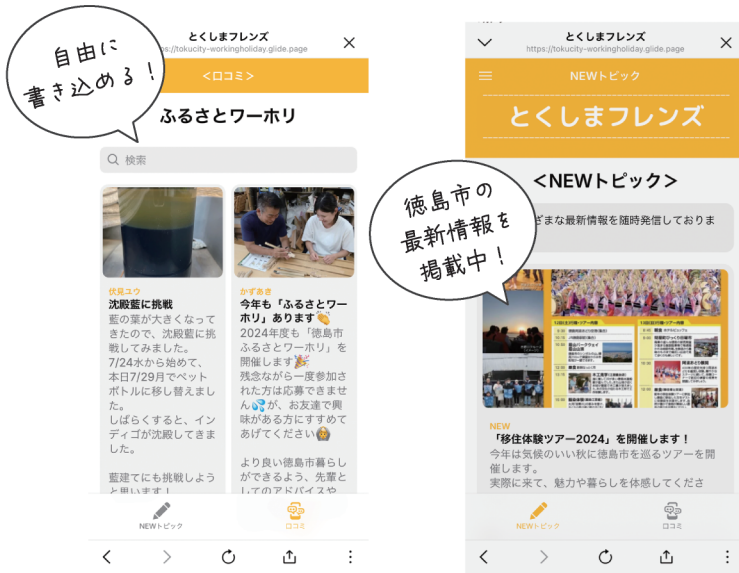 自由に
書き込める！
とくしまフレンズ
s://tokucity-workingholiday.glide.page
＜口コミ＞
ふるさとワーホリ
検索
伏見ユウ
沈殿藍に挑戦
藍の葉が大きくなって
きたので、沈殿藍に挑
戦してみました。
7/24水から始めて、
本日7/29月でペット
ボトルに移し替えまし
た。
しばらくすると、イン
ディゴが沈殿してきま
した。
藍建てにも挑戦しよう
と思います！
かずあき
今年も「ふるさとワー
ホリ」あります👏
2024年度も「徳島市
ふるさとワーホリ」を
開催します🎉
残念ながら一度参加さ
れた方は応募できませ
ん💦が、お友達で興
味がある方にすすめて
あげてください🙆
より良い徳島市暮らし
ができるよう、先輩と
してのアドバイスや
NEWトピック
口コミ
とくしまフレンズ
https://tokucity-workingholiday.glide.page
NEWトピック
とくしまフレンズ
＜NEWトピック＞
徳島市の
最新情報を
掲載中！
ざまな最新情報を随時発信しておりま
NEW
「移住体験ツアー2024」を開催します！
今年は気候のいい秋に徳島市を巡るツアーを開
催します。
実際に来て、魅力や暮らしを体感してくださ
NEWトピック
口コミ